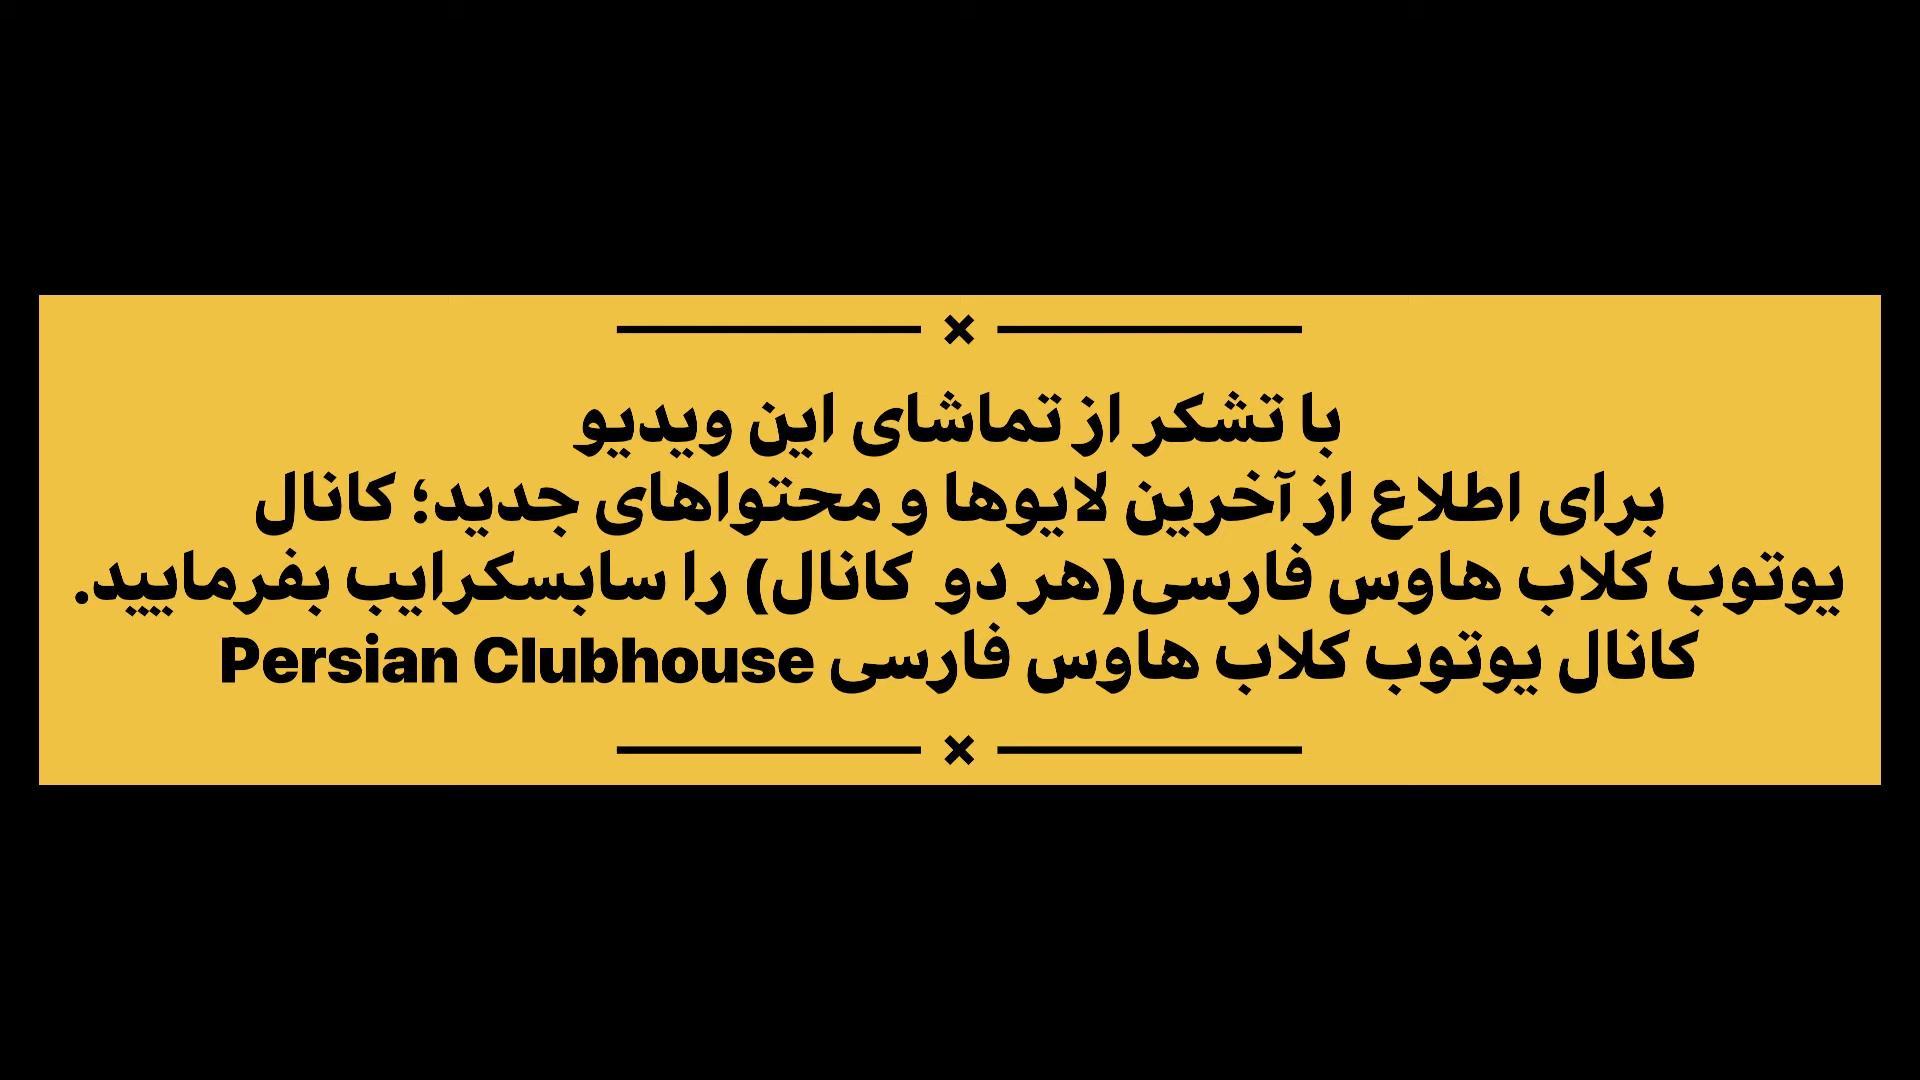 با تشکر از تماشای این ویدیو
برای اطلاع از آخرین لایوها و محتواهای جدید؛ کانال
یوتوب کلاب هاوس فارسی(هر دو  کانال) را سابسکرایب بفرمایید.
کانال یوتوب کلاب هاوس فارسی Persian Clubhouse